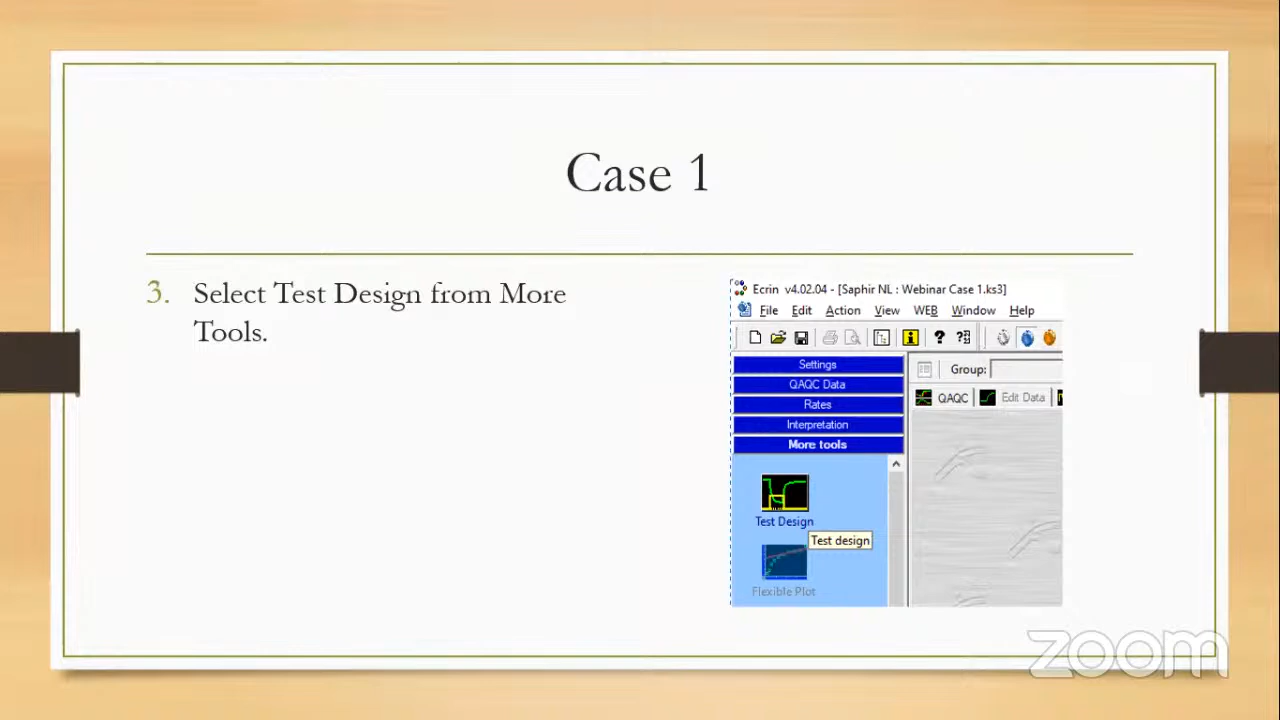 Case 1
3. Select Test Design from More
Tools.
Ecrin v4.02.04 - [Saphir NL : Webinar Case 1.ks3]
File Edit Action View WEB Window Help
Settings
QAQC Data
Rates
Interpretation
More tools
Group:
QAQC Edit Data
Test Design
Test design
Flexible Plot
zoom